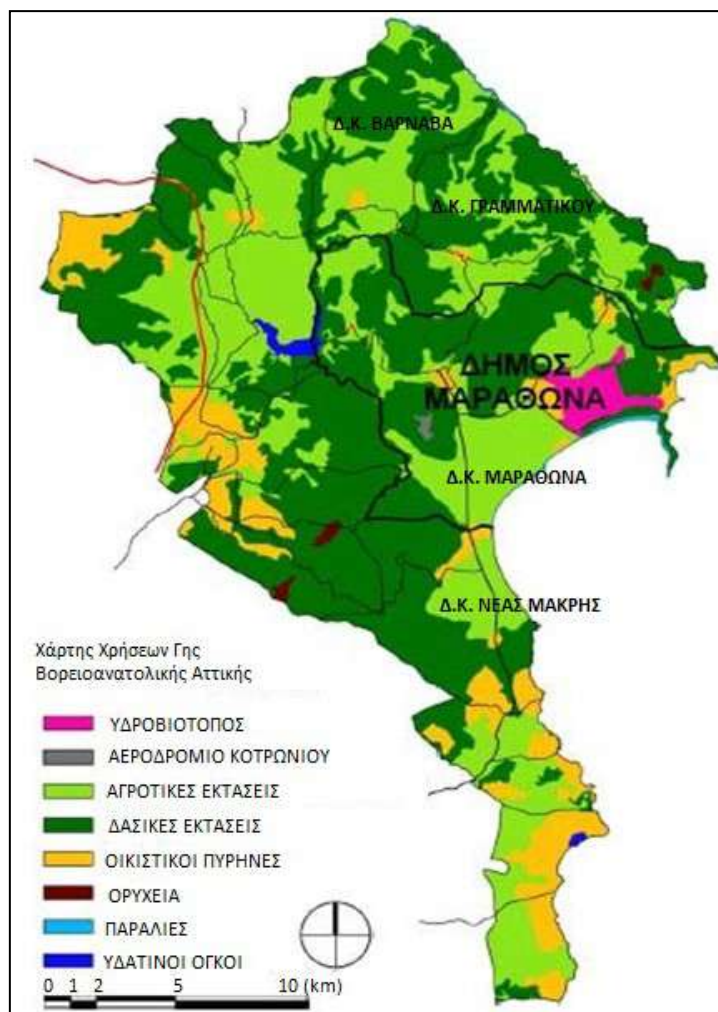 Δ.Κ. ΒΑΡΝΑΒΑ
Δ.Κ. ΓΡΑΜΜΑΤΙΚΟΥ
ΔΗΜΟΣ
ΜΑΡΑΘΩΝΑ
Δ.Κ. ΜΑΡΑΘΩΝΑ
Δ.Κ. ΝΕΑΣ ΜΑΚΡΗΣ
Χάρτης Χρήσεων Γης
Βορειοανατολικής Αττικής
ΥΔΡΟΒΙΟΤΟΠΟΣ
ΑΕΡΟΔΡΟΜΙΟ ΚΟΤΡΩΝΙΟΥ
ΑΓΡΟΤΙΚΕΣ ΕΚΤΑΣΕΙΣ
ΔΑΣΙΚΕΣ ΕΚΤΑΣΕΙΣ
ΟΙΚΙΣΤΙΚΟΙ ΠΥΡΗΝΕΣ
ΟΡΥΧΕΙΑ
ΠΑΡΑΛΙΕΣ
ΥΔΑΤΙΝΟΙ ΟΓΚΟΙ
0 1 2 5 10 (km)